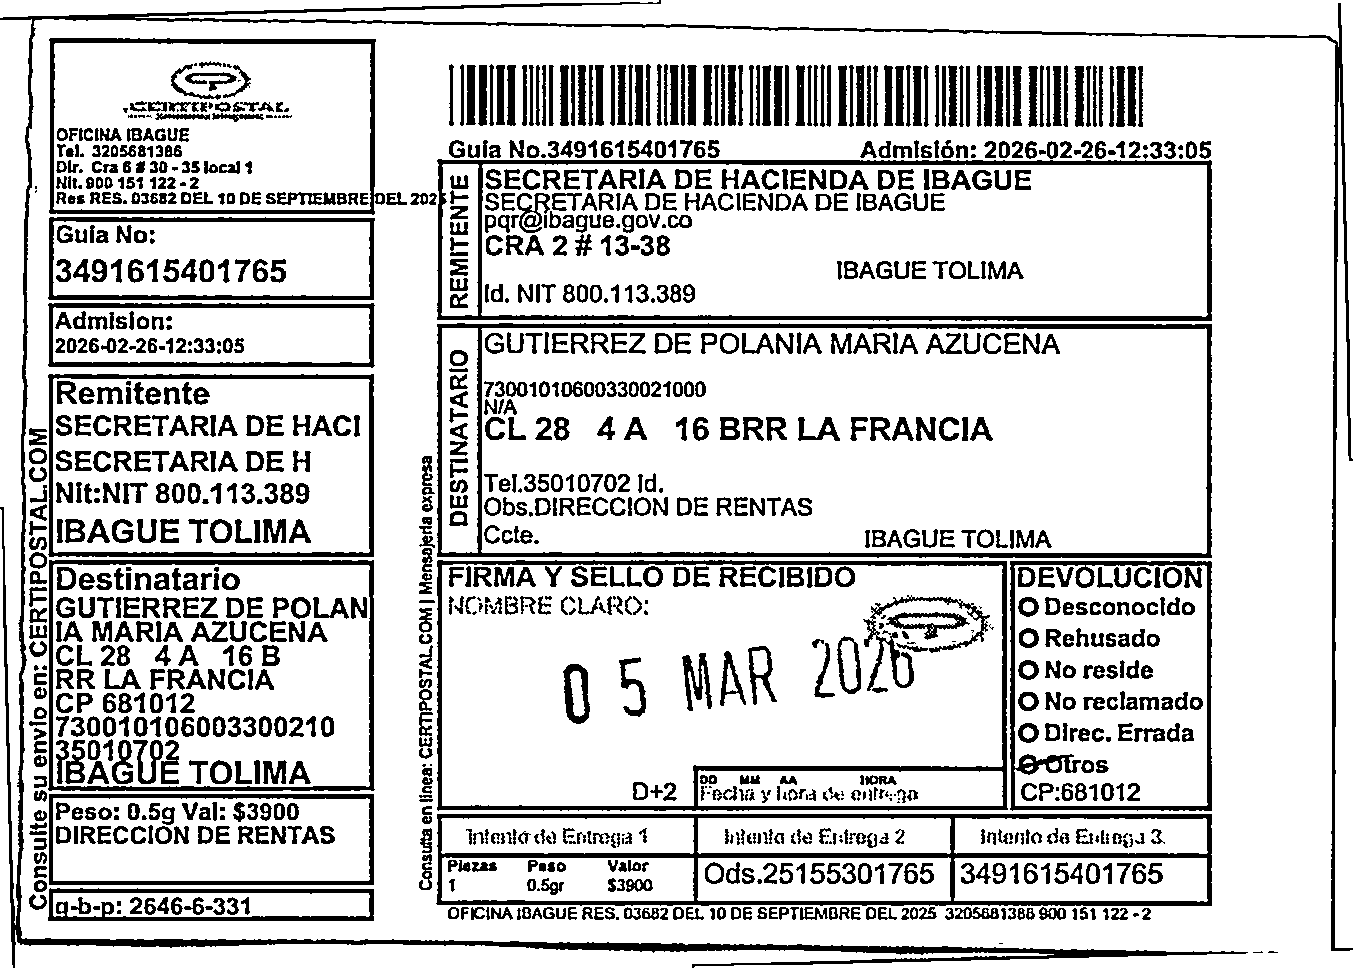 CERTIPOSTAL
OFICINA IBAGUE
Tel. 3205681386
Dir. Cra 6 # 30 - 35 local 1
Nit. 900 151 122 - 2
Res RES. 03682 DEL 10 DE SEPTIEMBRE DEL 2025
Guia No:
3491615401765
Admision:
2026-02-26-12:33:05
Remitente
SECRETARIA DE HACI
SECRETARIA DE H
Nit:NIT 800.113.389
IBAGUE TOLIMA
Destinatario
GUTIERREZ DE POLAN
IA MARIA AZUCENA
CL 28 4 A 16 B
RR LA FRANCIA
CP 681012
730010106003300210
35010702
IBAGUE TOLIMA
Peso: 0.5g Val: $3900
DIRECCION DE RENTAS
g-b-p: 2646-6-331
Consulte su envio en: CERTIPOSTAL.COM
Guia No.3491615401765
Admisión: 2026-02-26-12:33:05
REMITENTE
SECRETARIA DE HACIENDA DE IBAGUE
SECRETARIA DE HACIENDA DE IBAGUE
pqr@ibague.gov.co
CRA 2 # 13-38
IBAGUE TOLIMA
Id. NIT 800.113.389
DESTINATARIO
GUTIERREZ DE POLANIA MARIA AZUCENA
73001010600330021000
N/A
CL 28 4 A 16 BRR LA FRANCIA
Tel.35010702 Id.
Obs.DIRECCION DE RENTAS
Ccte.
IBAGUE TOLIMA
Consulta en linea: CERTIPOSTAL.COM | Mensajeria expresa
FIRMA Y SELLO DE RECIBIDO
NOMBRE CLARO:
05 MAR 2026
D+2
DD MM AA HORA
Fecha y hora de entrega
DEVOLUCION
Desconocido
Rehusado
No reside
No reclamado
Direc. Errada
Otros
CP:681012
Intento de Entrega 1
Intento de Entrega 2
Intento de Entrega 3.
Piezas Peso Valor
1 0.5gr $3900
Ods.25155301765
3491615401765
OFICINA IBAGUE RES. 03682 DEL 10 DE SEPTIEMBRE DEL 2025 3205681386 900 151 122 - 2